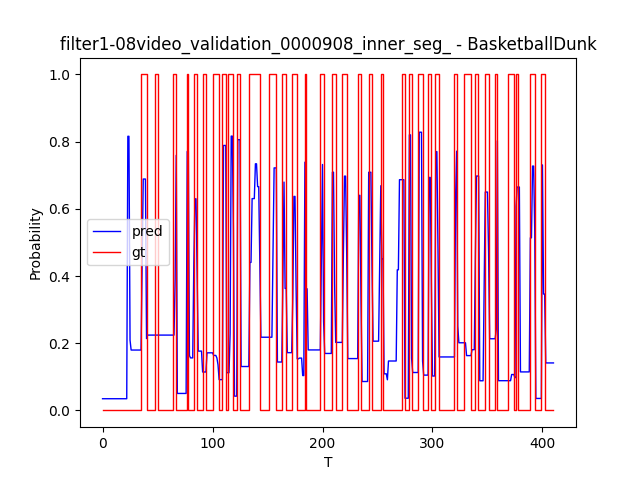 filter1-08video_validation_0000908_inner_seg_ - BasketballDunk
1.0
0.8
0.6
0.4
0.2
0.0
Probability
pred
gt
0
100
200
300
400
T